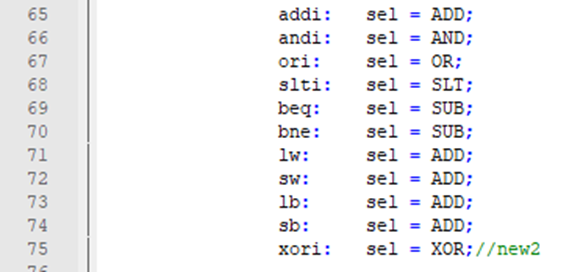 65 addi: sel = ADD;
66 andi: sel = AND;
67 ori: sel = OR;
68 slti: sel = SLT;
69 beq: sel = SUB;
70 bne: sel = SUB;
71 lw: sel = ADD;
72 sw: sel = ADD;
73 lb: sel = ADD;
74 sb: sel = ADD;
75 xori: sel = XOR;//new2